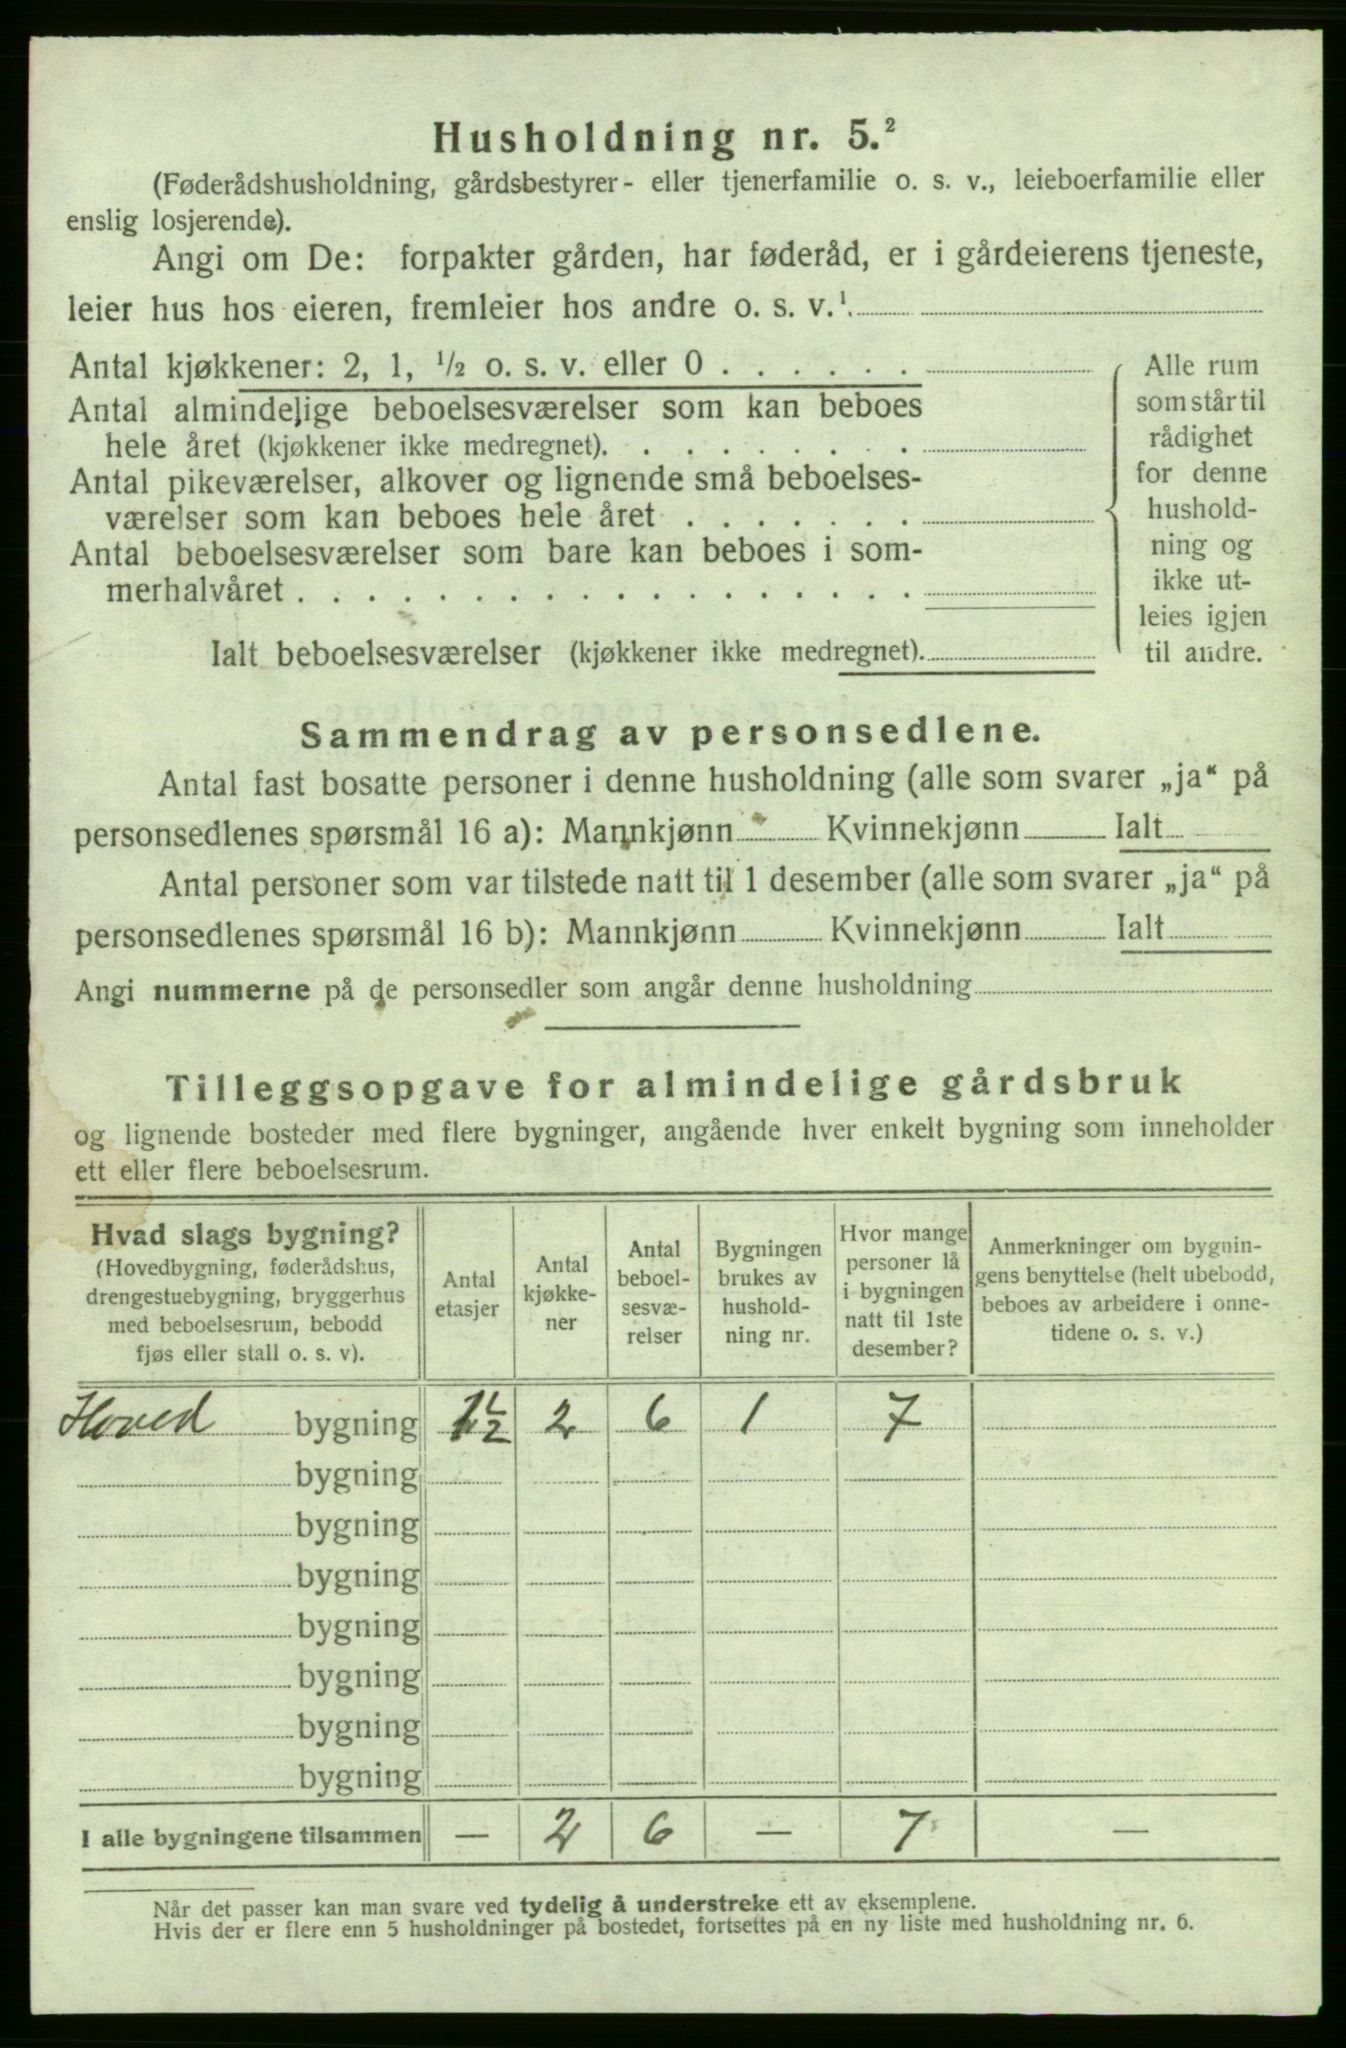 Husholdning nr. 5.²
(Føderådshusholdning, gårdsbestyrer- eller tjenerfamilie o. s. v., leieboerfamilie eller
enslig losjerende).
Angi om De: forpakter gården, har føderåd, er i gårdeierens tjeneste,
leier hus hos eieren, fremleier hos andre o. s. v.¹
Antal kjøkkener: 2, 1, ½ o. s. v. eller 0 . . . . . .
Antal almindelige beboelsesværelser som kan beboes
hele året (kjøkkener ikke medregnet). . . . . . . . .
Antal pikeværelser, alkover og lignende små beboelses-
værelser som kan beboes hele året . . . . . . .
Antal beboelsesværelser som bare kan beboes i som-
merhalvåret . . . . . . . . . . . . . . . . . .
Ialt beboelsesværelser (kjøkkener ikke medregnet).
Alle rum
som står til
rådighet
for denne
hushold-
ning og
ikke ut-
leies igjen
til andre.
Sammendrag av personsedlene.
Antal fast bosatte personer i denne husholdning (alle som svarer „ja“ på
personsedlenes spørsmål 16 a): Mannkjønn Kvinnekjønn Ialt
Antal personer som var tilstede natt til 1 desember (alle som svarer „ja“ på
personsedlenes spørsmål 16 b): Mannkjønn Kvinnekjønn Ialt
Angi nummerne på de personsedler som angår denne husholdning
Tilleggsopgave for almindelige gårdsbruk
og lignende bosteder med flere bygninger, angående hver enkelt bygning som inneholder
ett eller flere beboelsesrum.
Hvad slags bygning?
(Hovedbygning, føderådshus,
drengestuebygning, bryggerhus
med beboelsesrum, bebodd
fjøs eller stall o. s. v).
Antal
etasjer
Antal
kjøkke-
ner
Antal
beboel-
sesvæ-
relser
Bygningen
brukes av
hushold-
ning nr.
Hvor mange
personer lå
i bygningen
natt til 1ste
desember?
Anmerkninger om bygnin-
gens benyttelse (helt ubebodd,
beboes av arbeidere i onne-
tidene o. s. v.)
Hoved bygning 1½ 2 6 1 7
bygning
bygning
bygning
bygning
bygning
bygning
bygning
I alle bygningene tilsammen — 2 6 — 7 —
Når det passer kan man svare ved tydelig å understreke ett av eksemplene.
Hvis der er flere enn 5 husholdninger på bostedet, fortsettes på en ny liste med husholdning nr. 6.